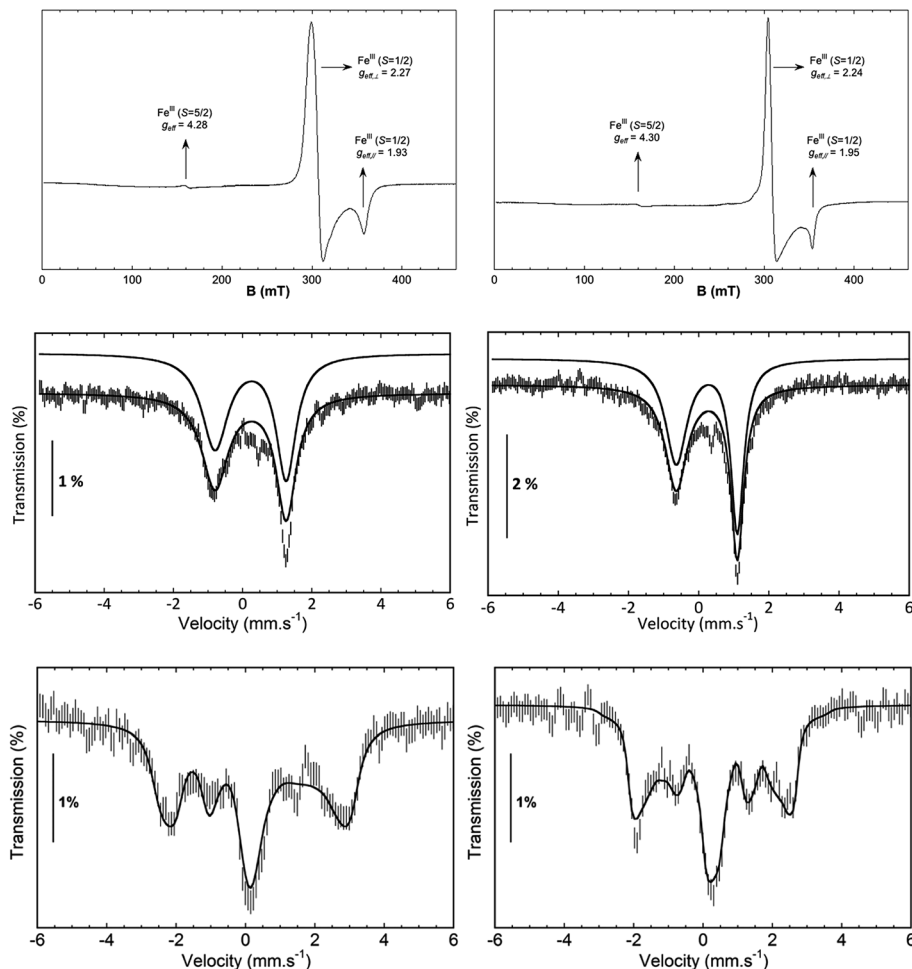 Fe^III (S=1/2)
g_eff,⊥ = 2.27
Fe^III (S=5/2)
g_eff = 4.28
Fe^III (S=1/2)
g_eff,// = 1.93
0 100 200 300 400
B (mT)
Fe^III (S=1/2)
g_eff,⊥ = 2.24
Fe^III (S=5/2)
g_eff = 4.30
Fe^III (S=1/2)
g_eff,// = 1.95
0 100 200 300 400
B (mT)
Transmission (%)
1 %
-6 -4 -2 0 2 4 6
Velocity (mm.s⁻¹)
Transmission (%)
2 %
-6 -4 -2 0 2 4 6
Velocity (mm.s⁻¹)
Transmission (%)
1%
-6 -4 -2 0 2 4 6
Velocity (mm.s⁻¹)
Transmission (%)
1%
-6 -4 -2 0 2 4 6
Velocity (mm.s⁻¹)